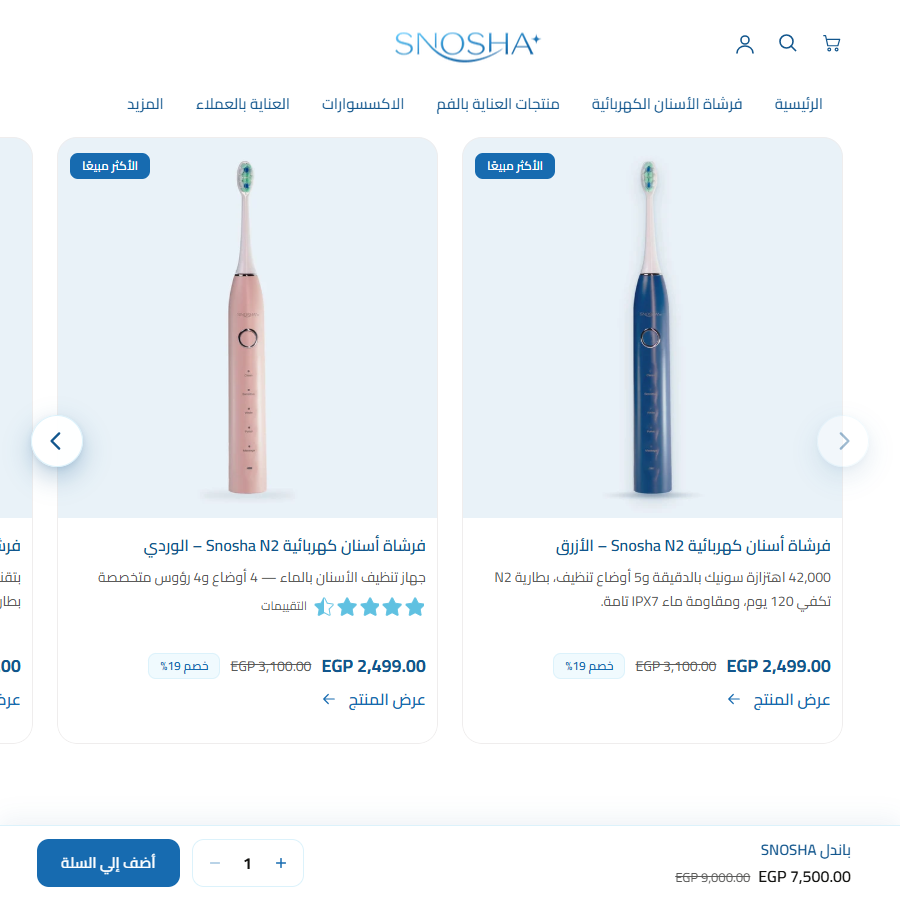 SNOSHA
الرئيسية
فرشاة الأسنان الكهربائية
منتجات العناية بالفم
الاكسسوارات
العناية بالعملاء
المزيد
الأكثر مبيعًا
فرشاة أسنان كهربائية Snosha N2 – الأزرق
42,000 اهتزازة سونيك بالدقيقة و5 أوضاع تنظيف، بطارية N2
تكفي 120 يوم، ومقاومة ماء IPX7 تامة.
EGP 2,499.00 EGP 3,100.00 خصم 19%
عرض المنتج
الأكثر مبيعًا
فرشاة أسنان كهربائية Snosha N2 – الوردي
جهاز تنظيف الأسنان بالماء — 4 أوضاع و4 رؤوس متخصصة
التقييمات
EGP 2,499.00 EGP 3,100.00 خصم 19%
عرض المنتج
باندل SNOSHA
EGP 7,500.00 EGP 9,000.00
1
أضف إلي السلة